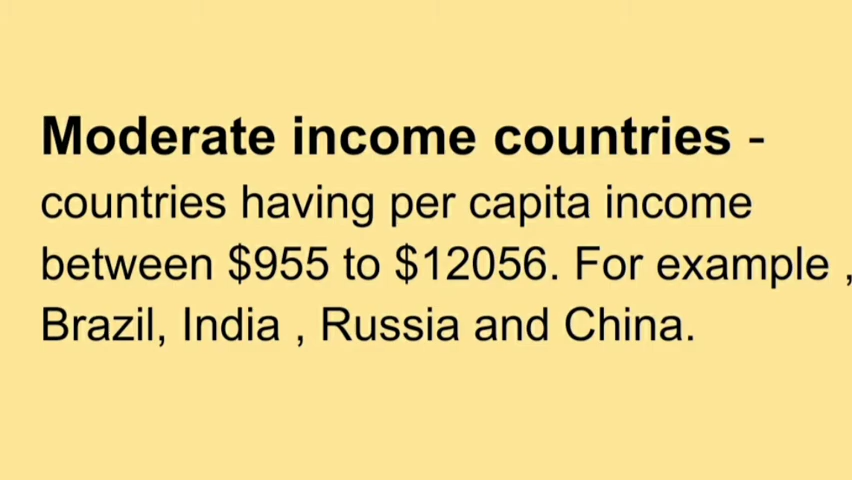 Moderate income countries -
countries having per capita income
between $955 to $12056. For example ,
Brazil, India , Russia and China.